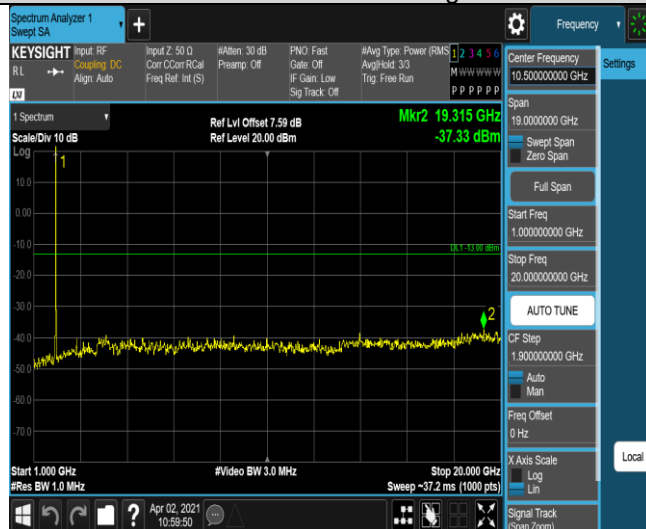 Spectrum Analyzer 1
Swept SA
Frequency
KEYSIGHT
RL
LXI
Input: RF
Coupling: DC
Align: Auto
Input Z: 50 Ω
Corr CCorr RCal
Freq Ref: Int (S)
#Atten: 30 dB
Preamp: Off
PNO: Fast
Gate: Off
IF Gain: Low
Sig Track: Off
#Avg Type: Power (RMS
Avg|Hold: 3/3
Trig: Free Run
1 2 3 4 5 6
M W W W W W
P P P P P P
Center Frequency
10.500000000 GHz
Settings
Span
19.0000000 GHz
Swept Span
Zero Span
Full Span
Start Freq
1.000000000 GHz
Stop Freq
20.000000000 GHz
AUTO TUNE
CF Step
1.900000000 GHz
Auto
Man
Freq Offset
0 Hz
X Axis Scale
Log
Lin
Local
Signal Track
(Span Zoom)
1 Spectrum
Scale/Div 10 dB
Log
Ref Lvl Offset 7.59 dB
Ref Level 20.00 dBm
Mkr2 19.315 GHz
-37.33 dBm
1
10.0
0.00
-10.0
DL1 -13.00 dBm
-20.0
-30.0
2
-40.0
-50.0
-60.0
-70.0
Start 1.000 GHz
#Res BW 1.0 MHz
#Video BW 3.0 MHz
Stop 20.000 GHz
Sweep ~37.2 ms (1000 pts)
?
Apr 02, 2021
10:59:50